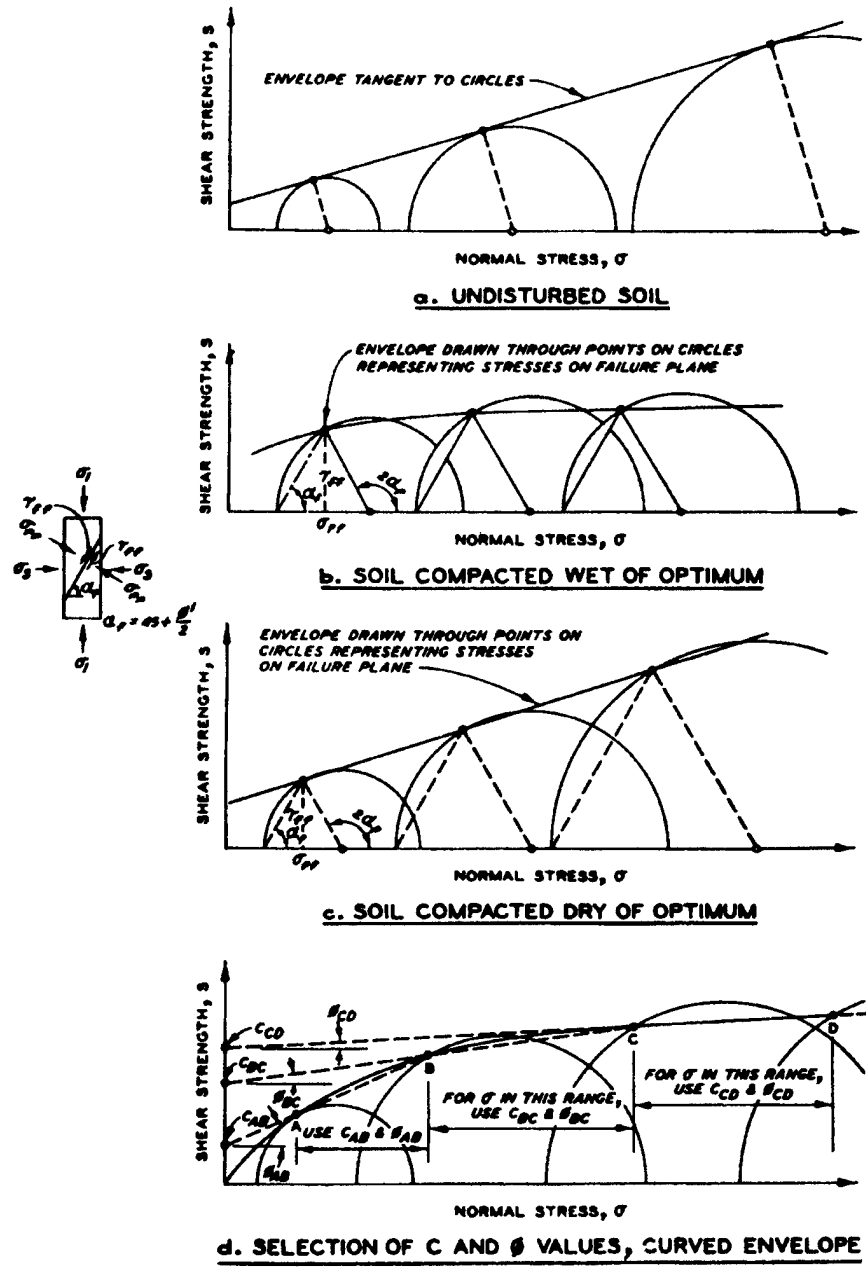 SHEAR STRENGTH, S
ENVELOPE TANGENT TO CIRCLES
NORMAL STRESS, σ
a. UNDISTURBED SOIL
SHEAR STRENGTH, S
ENVELOPE DRAWN THROUGH POINTS ON CIRCLES
REPRESENTING STRESSES ON FAILURE PLANE
τff
αf
2αf
σff
NORMAL STRESS, σ
b. SOIL COMPACTED WET OF OPTIMUM
σ1
τff
σff
τff
σ3
σ3
σff
αf
αf = 45 + ø'/2
σ1
SHEAR STRENGTH, S
ENVELOPE DRAWN THROUGH POINTS ON
CIRCLES REPRESENTING STRESSES
ON FAILURE PLANE
τff
αf
2αf
σff
NORMAL STRESS, σ
c. SOIL COMPACTED DRY OF OPTIMUM
SHEAR STRENGTH, S
øCD
CCD
CBC
øBC
CAB
øAB
A
B
C
D
USE CAB & øAB
FOR σ IN THIS RANGE,
USE CBC & øBC
FOR σ IN THIS RANGE,
USE CCD & øCD
NORMAL STRESS, σ
d. SELECTION OF C AND ø VALUES, CURVED ENVELOPE